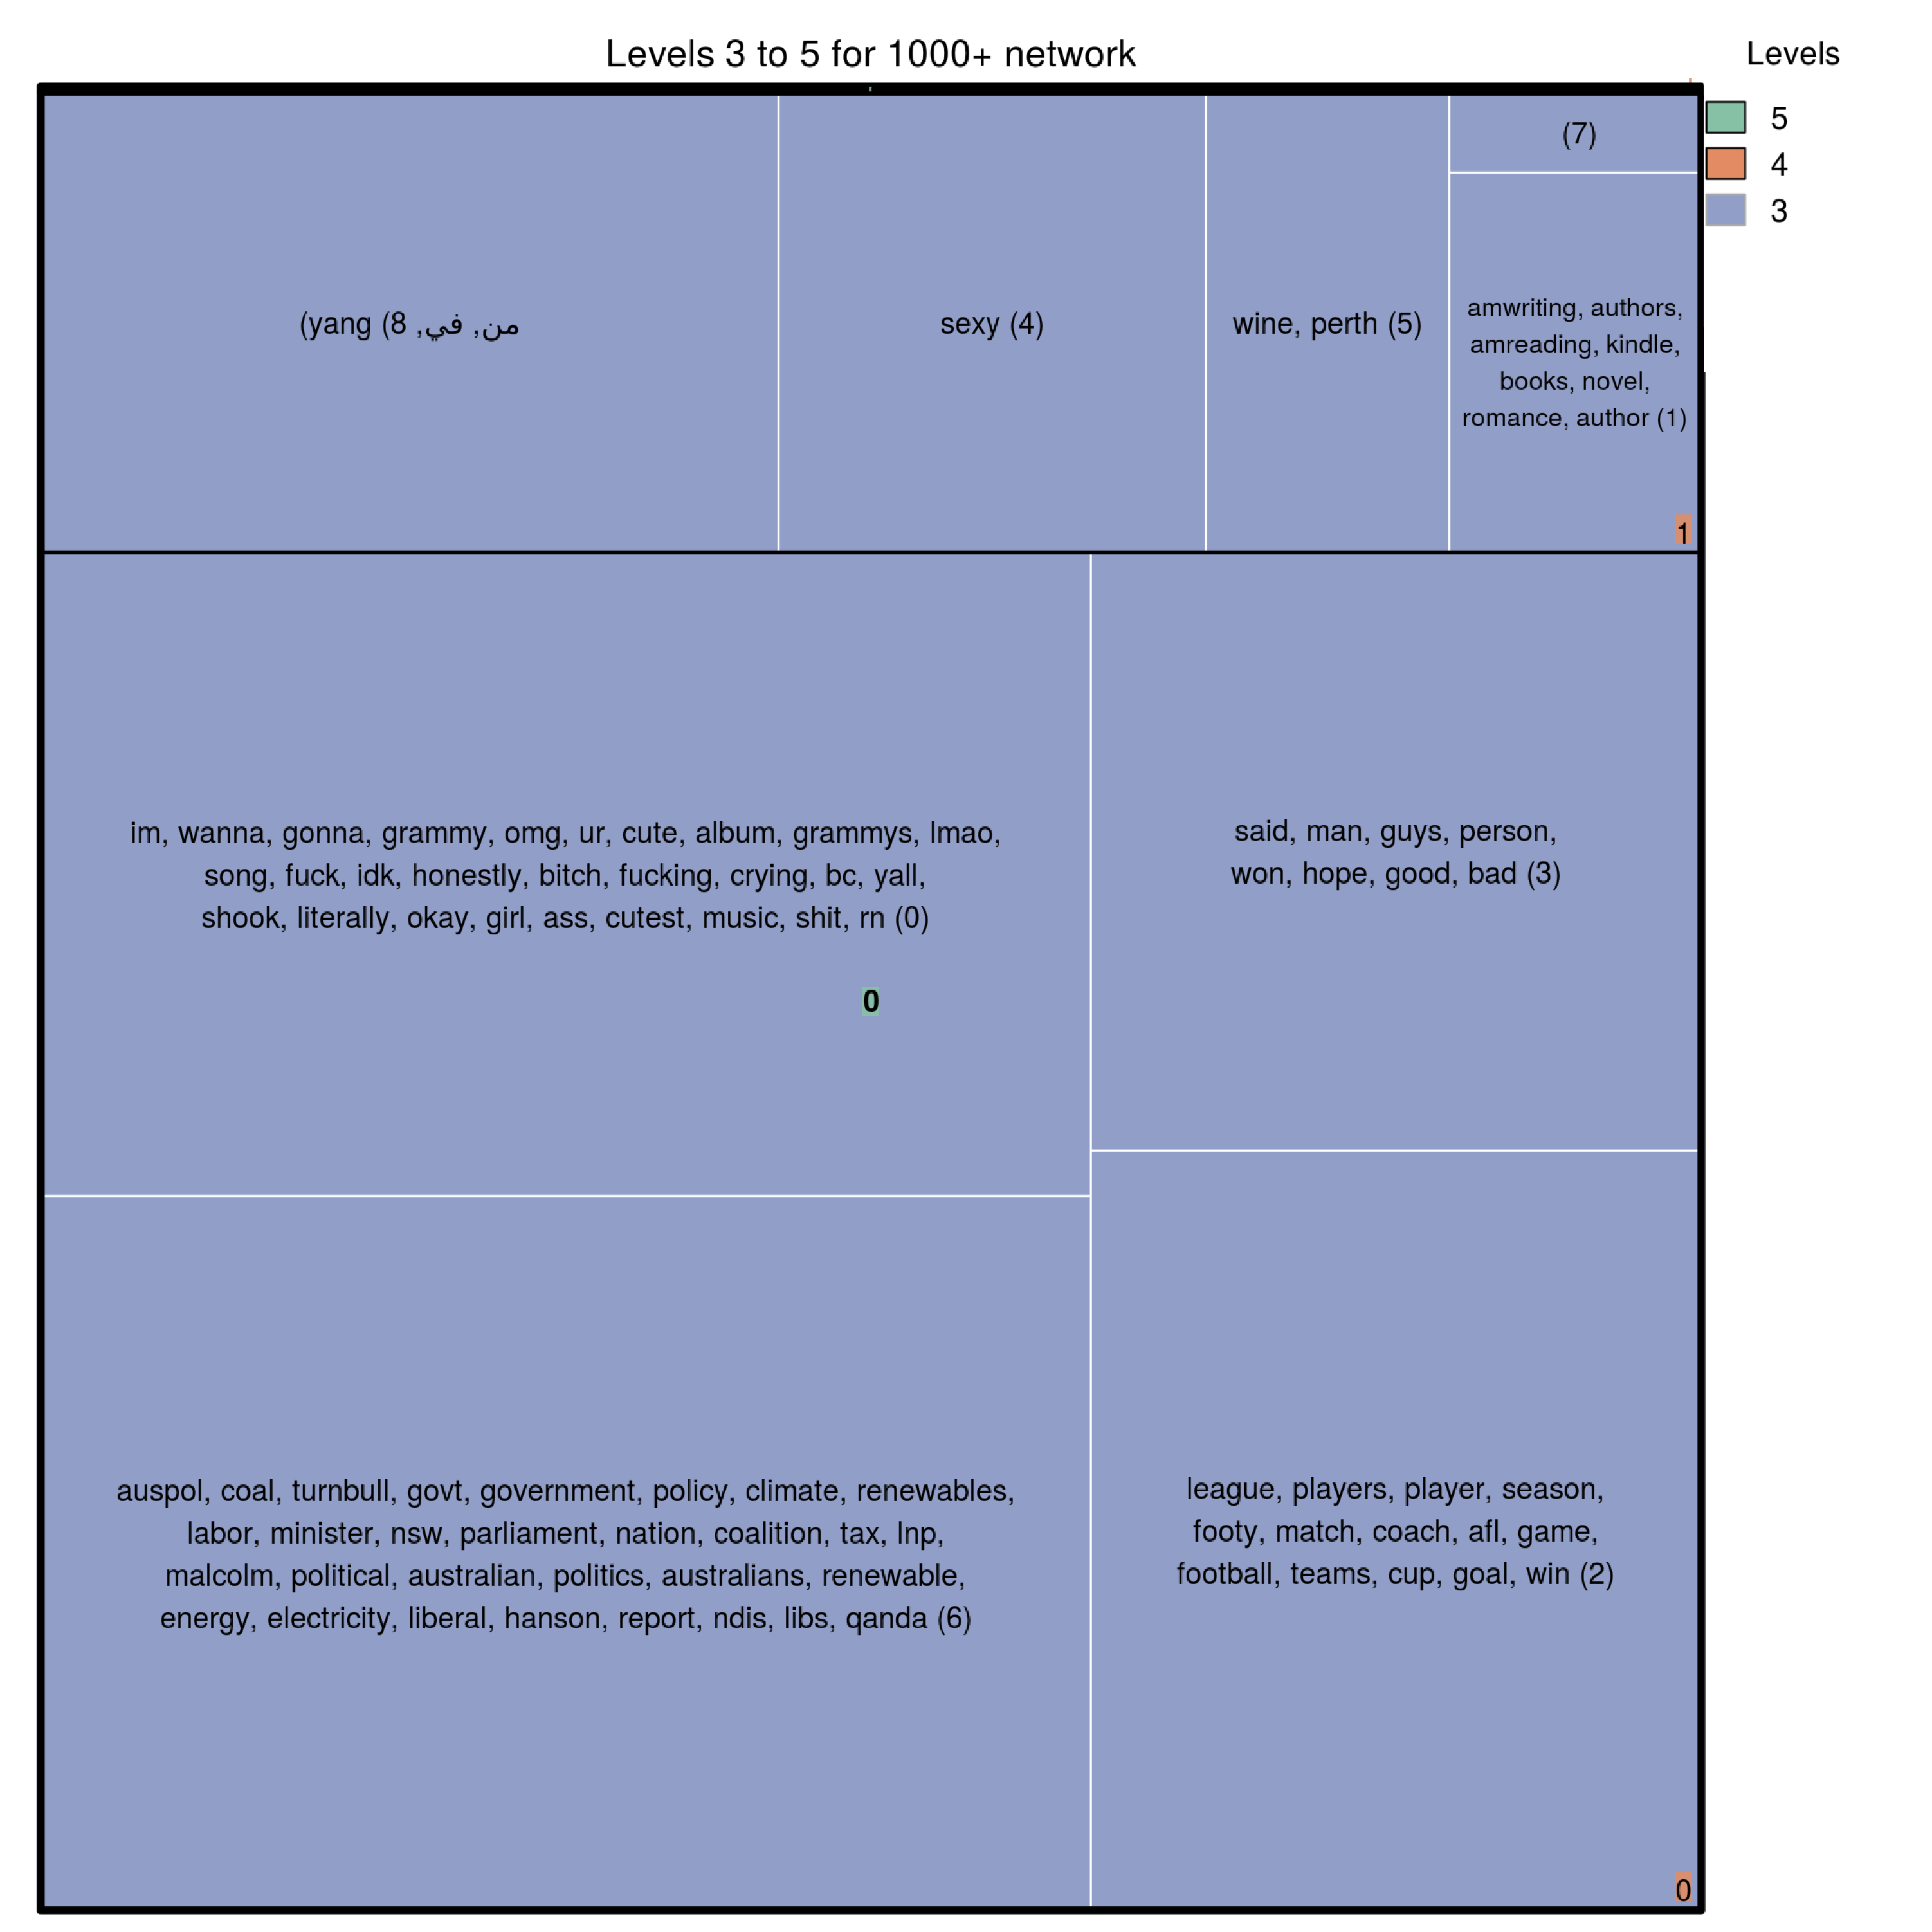 Levels 3 to 5 for 1000+ network
Levels
5
4
3
(yang (8 ,من, في
sexy (4)
wine, perth (5)
(7)
amwriting, authors,
amreading, kindle,
books, novel,
romance, author (1)
1
im, wanna, gonna, grammy, omg, ur, cute, album, grammys, lmao,
song, fuck, idk, honestly, bitch, fucking, crying, bc, yall,
shook, literally, okay, girl, ass, cutest, music, shit, rn (0)
said, man, guys, person,
won, hope, good, bad (3)
0
auspol, coal, turnbull, govt, government, policy, climate, renewables,
labor, minister, nsw, parliament, nation, coalition, tax, lnp,
malcolm, political, australian, politics, australians, renewable,
energy, electricity, liberal, hanson, report, ndis, libs, qanda (6)
league, players, player, season,
footy, match, coach, afl, game,
football, teams, cup, goal, win (2)
0